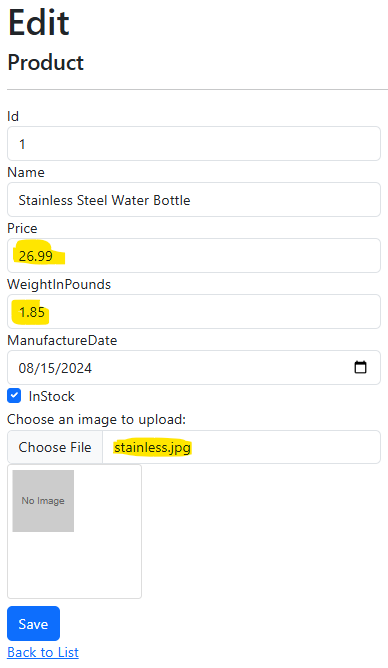 Edit
Product
Id
1
Name
Stainless Steel Water Bottle
Price
26.99
WeightInPounds
1.85
ManufactureDate
08/15/2024
InStock
Choose an image to upload:
Choose File stainless.jpg
No Image
Save
Back to List